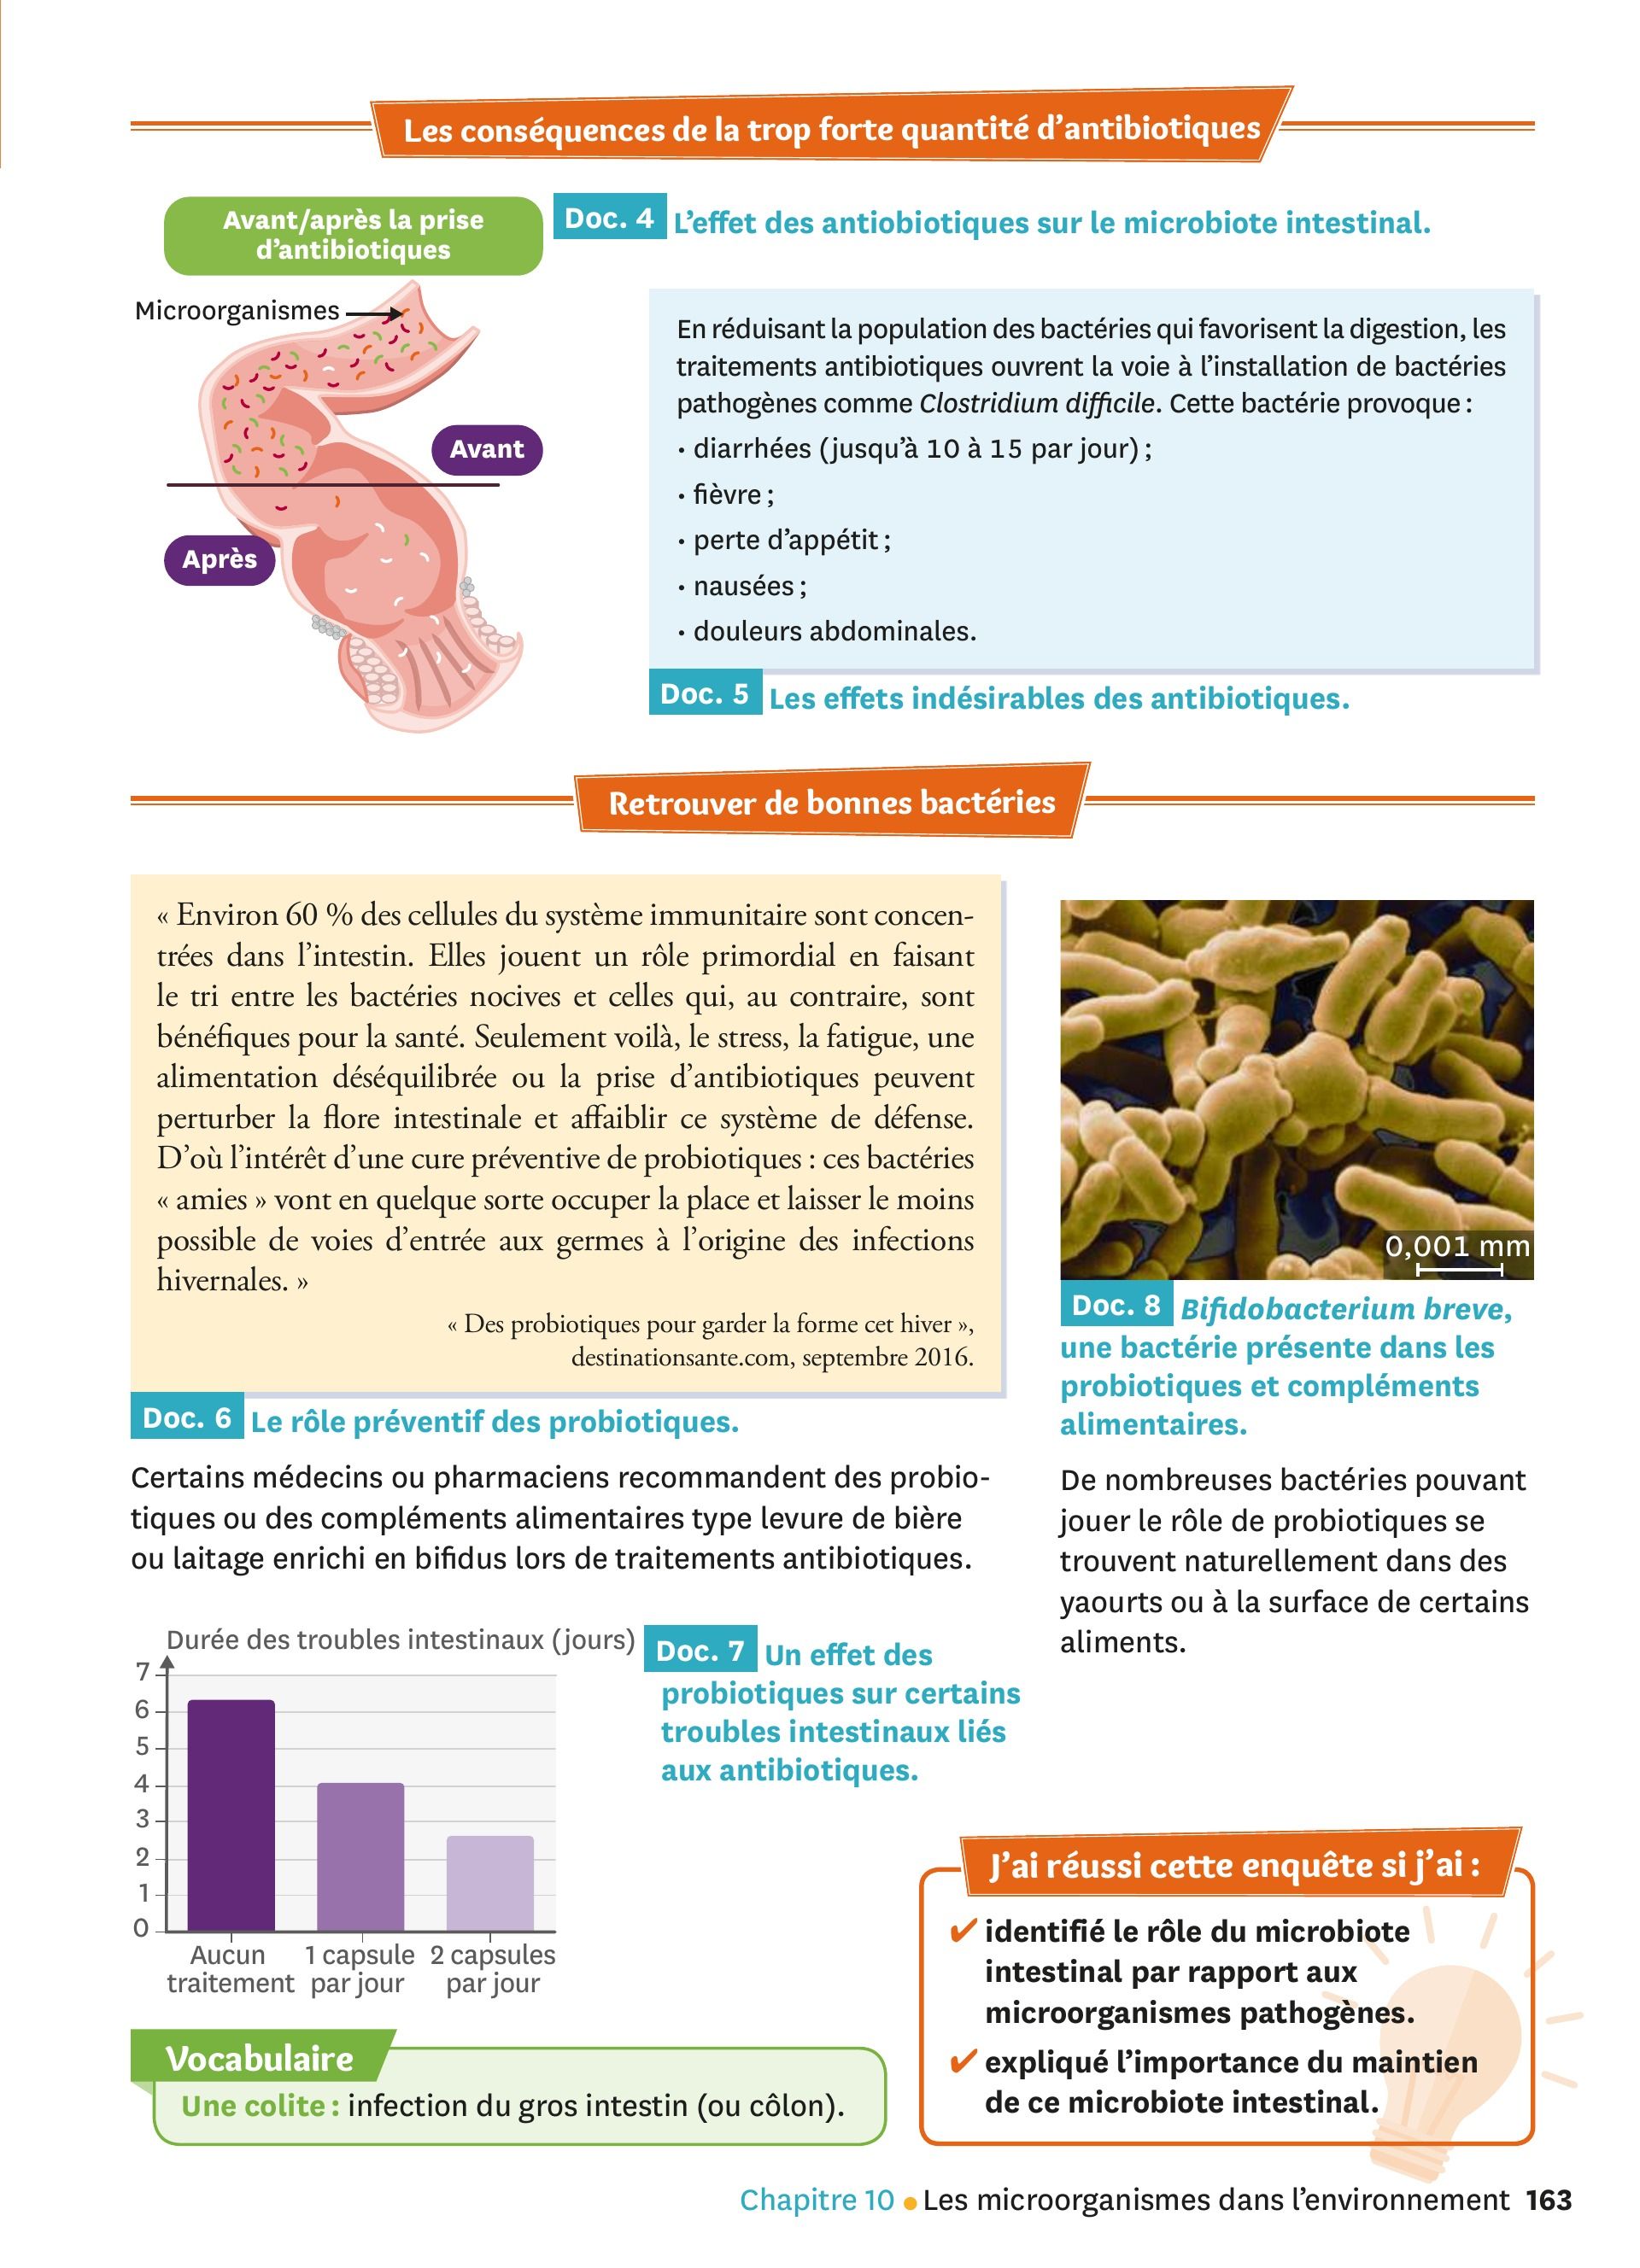 Les conséquences de la trop forte quantité d’antibiotiques
Avant/après la prise
d’antibiotiques
Doc. 4 L’effet des antiobiotiques sur le microbiote intestinal.
Microorganismes
Avant
Après
En réduisant la population des bactéries qui favorisent la digestion, les
traitements antibiotiques ouvrent la voie à l’installation de bactéries
pathogènes comme Clostridium difficile. Cette bactérie provoque :
• diarrhées (jusqu’à 10 à 15 par jour) ;
• fièvre ;
• perte d’appétit ;
• nausées ;
• douleurs abdominales.
Doc. 5 Les effets indésirables des antibiotiques.
Retrouver de bonnes bactéries
« Environ 60 % des cellules du système immunitaire sont concen-
trées dans l’intestin. Elles jouent un rôle primordial en faisant
le tri entre les bactéries nocives et celles qui, au contraire, sont
bénéfiques pour la santé. Seulement voilà, le stress, la fatigue, une
alimentation déséquilibrée ou la prise d’antibiotiques peuvent
perturber la flore intestinale et affaiblir ce système de défense.
D’où l’intérêt d’une cure préventive de probiotiques : ces bactéries
« amies » vont en quelque sorte occuper la place et laisser le moins
possible de voies d’entrée aux germes à l’origine des infections
hivernales. »
« Des probiotiques pour garder la forme cet hiver »,
destinationsante.com, septembre 2016.
Doc. 6 Le rôle préventif des probiotiques.
Certains médecins ou pharmaciens recommandent des probio-
tiques ou des compléments alimentaires type levure de bière
ou laitage enrichi en bifidus lors de traitements antibiotiques.
0,001 mm
Doc. 8 Bifidobacterium breve,
une bactérie présente dans les
probiotiques et compléments
alimentaires.
De nombreuses bactéries pouvant
jouer le rôle de probiotiques se
trouvent naturellement dans des
yaourts ou à la surface de certains
aliments.
Durée des troubles intestinaux (jours)
7
6
5
4
3
2
1
0
Aucun
traitement
1 capsule
par jour
2 capsules
par jour
Doc. 7 Un effet des
probiotiques sur certains
troubles intestinaux liés
aux antibiotiques.
Vocabulaire
Une colite : infection du gros intestin (ou côlon).
J’ai réussi cette enquête si j’ai :
✔ identifié le rôle du microbiote
intestinal par rapport aux
microorganismes pathogènes.
✔ expliqué l’importance du maintien
de ce microbiote intestinal.
Chapitre 10 • Les microorganismes dans l’environnement 163